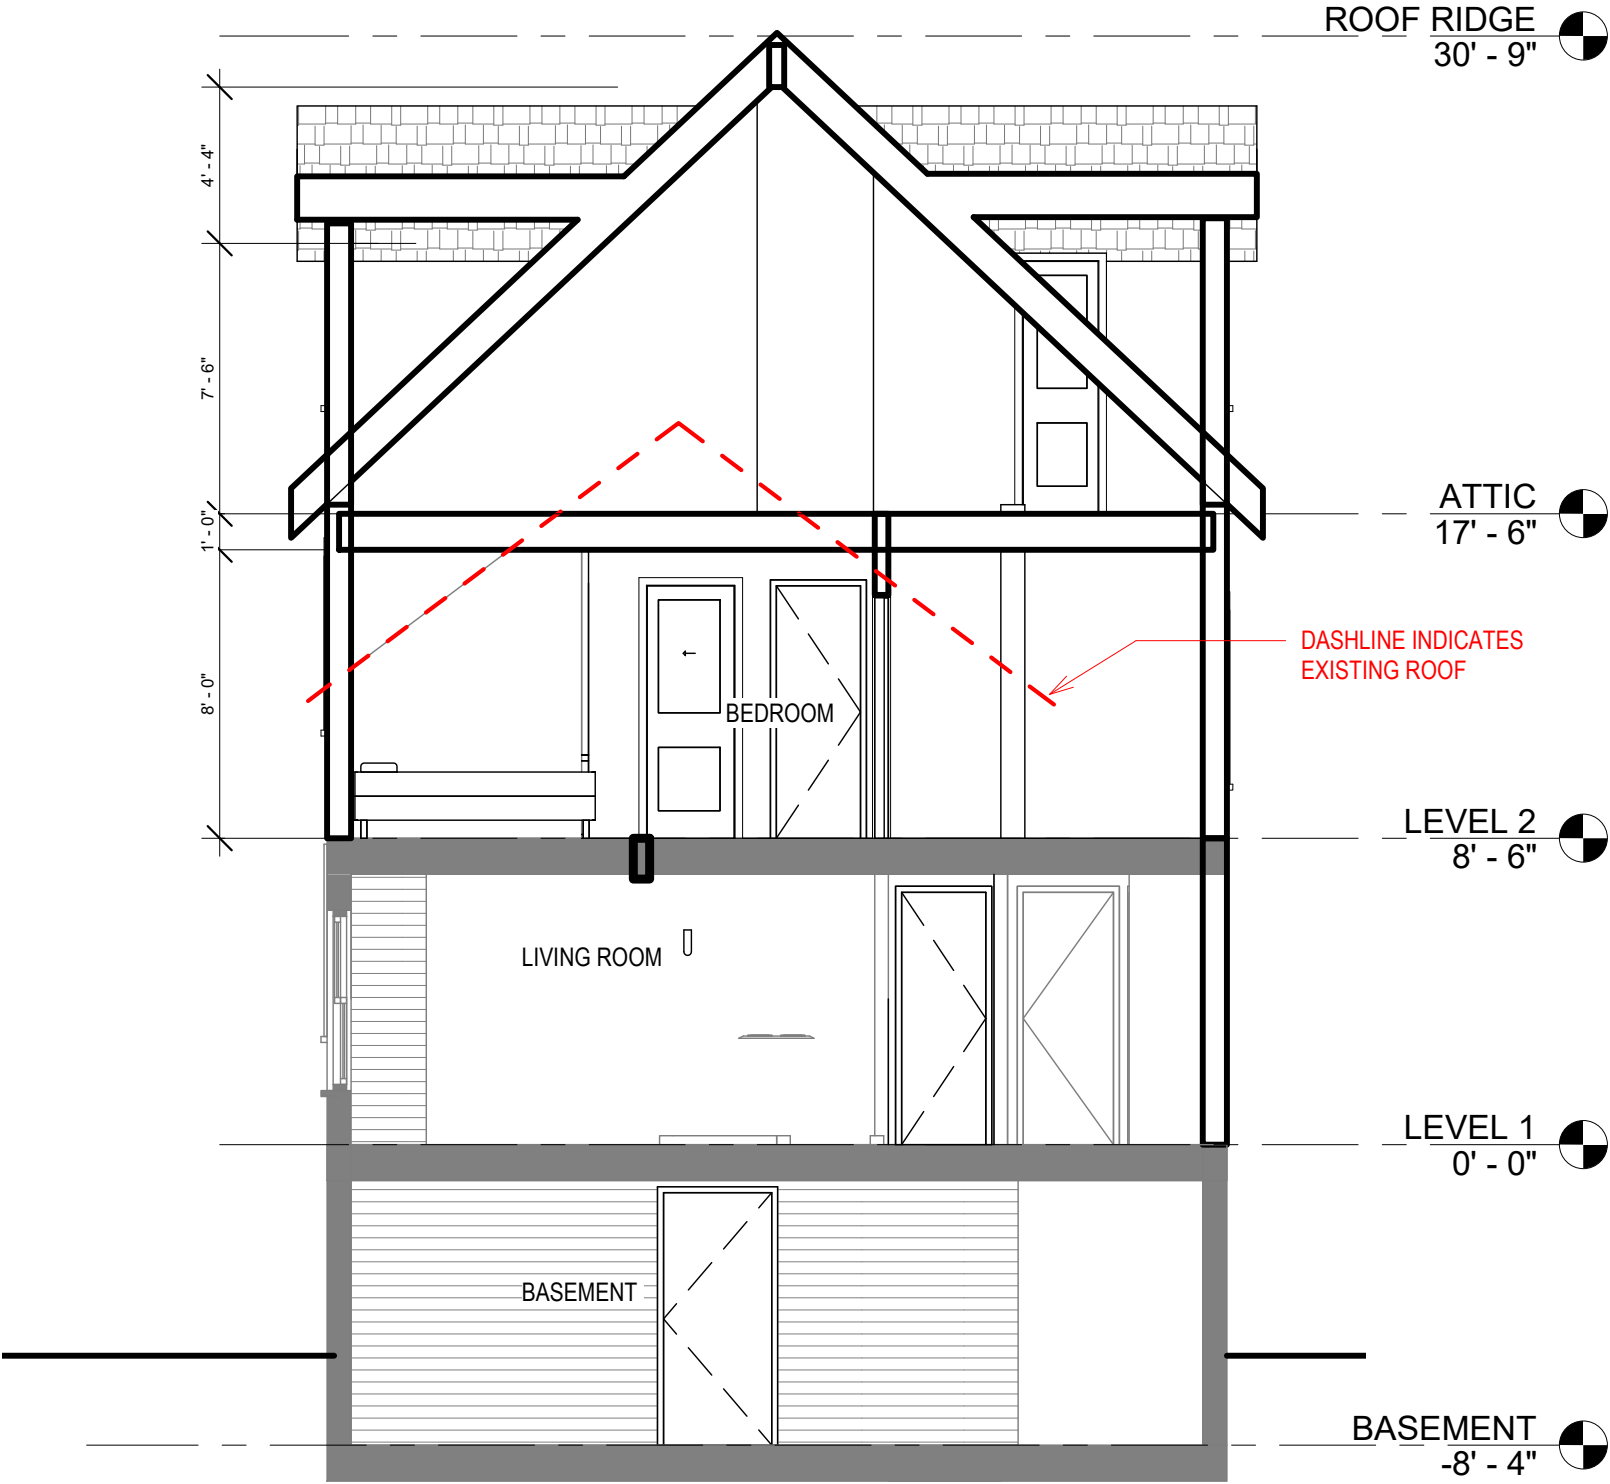 ROOF RIDGE
30' - 9"
4' - 4"
7' - 6"
ATTIC
17' - 6"
1' - 0"
DASHLINE INDICATES
EXISTING ROOF
8' - 0"
BEDROOM
LEVEL 2
8' - 6"
LIVING ROOM
LEVEL 1
0' - 0"
BASEMENT
BASEMENT
-8' - 4"